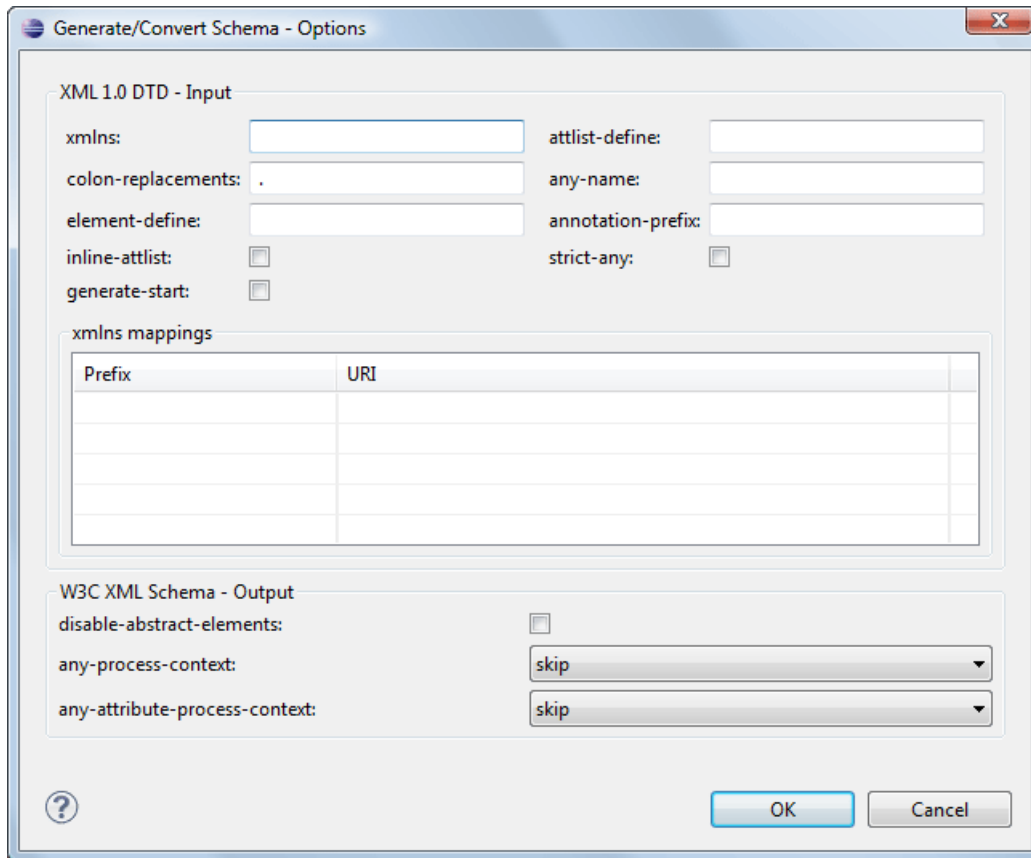 Generate/Convert Schema - Options
XML 1.0 DTD - Input
xmlns: attlist-define:
colon-replacements: . any-name:
element-define: annotation-prefix:
inline-attlist: strict-any:
generate-start:
xmlns mappings
Prefix URI
W3C XML Schema - Output
disable-abstract-elements:
any-process-context: skip
any-attribute-process-context: skip
? OK Cancel